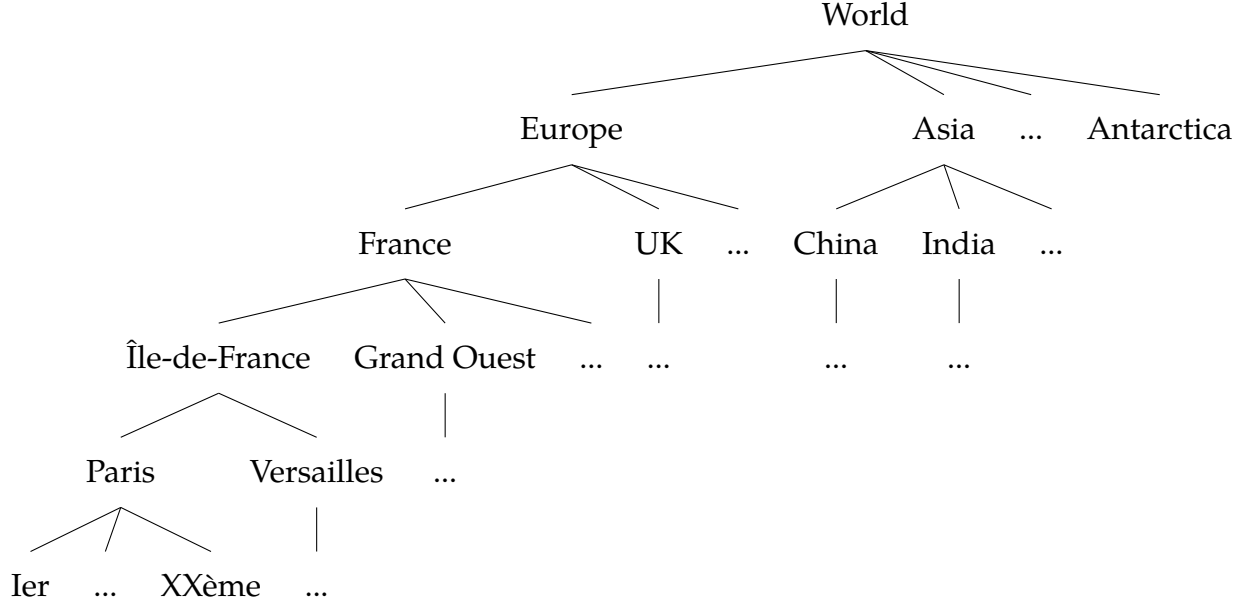 World
Europe Asia ... Antarctica
France UK ... China India ...
Île-de-France Grand Ouest ... ... ... ...
Paris Versailles ...
Ier ... XXème ...